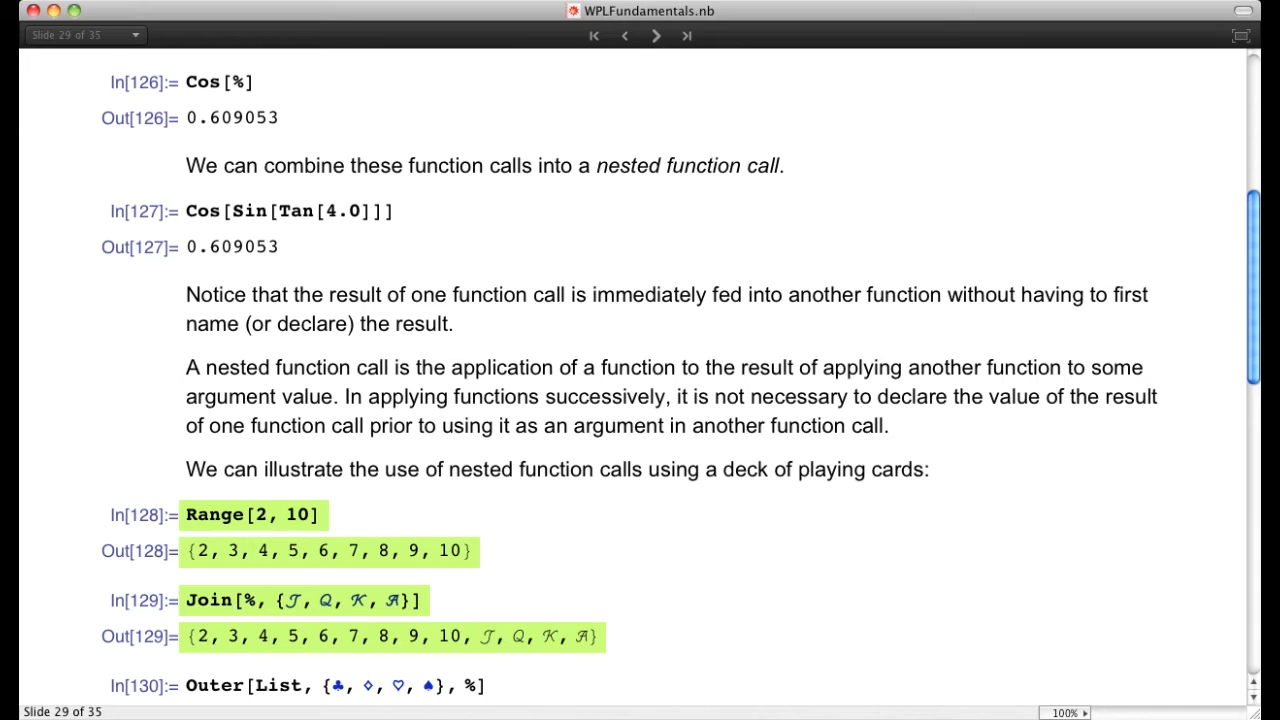 WPLFundamentals.nb
Slide 29 of 35
In[126]:= Cos[%]
Out[126]= 0.609053
We can combine these function calls into a nested function call.
In[127]:= Cos[Sin[Tan[4.0]]]
Out[127]= 0.609053
Notice that the result of one function call is immediately fed into another function without having to first
name (or declare) the result.
A nested function call is the application of a function to the result of applying another function to some
argument value. In applying functions successively, it is not necessary to declare the value of the result
of one function call prior to using it as an argument in another function call.
We can illustrate the use of nested function calls using a deck of playing cards:
In[128]:= Range[2, 10]
Out[128]= {2, 3, 4, 5, 6, 7, 8, 9, 10}
In[129]:= Join[%, {𝒥, 𝒬, 𝒦, 𝒜}]
Out[129]= {2, 3, 4, 5, 6, 7, 8, 9, 10, 𝒥, 𝒬, 𝒦, 𝒜}
In[130]:= Outer[List, {♣, ♢, ♡, ♠}, %]
Slide 29 of 35
100%